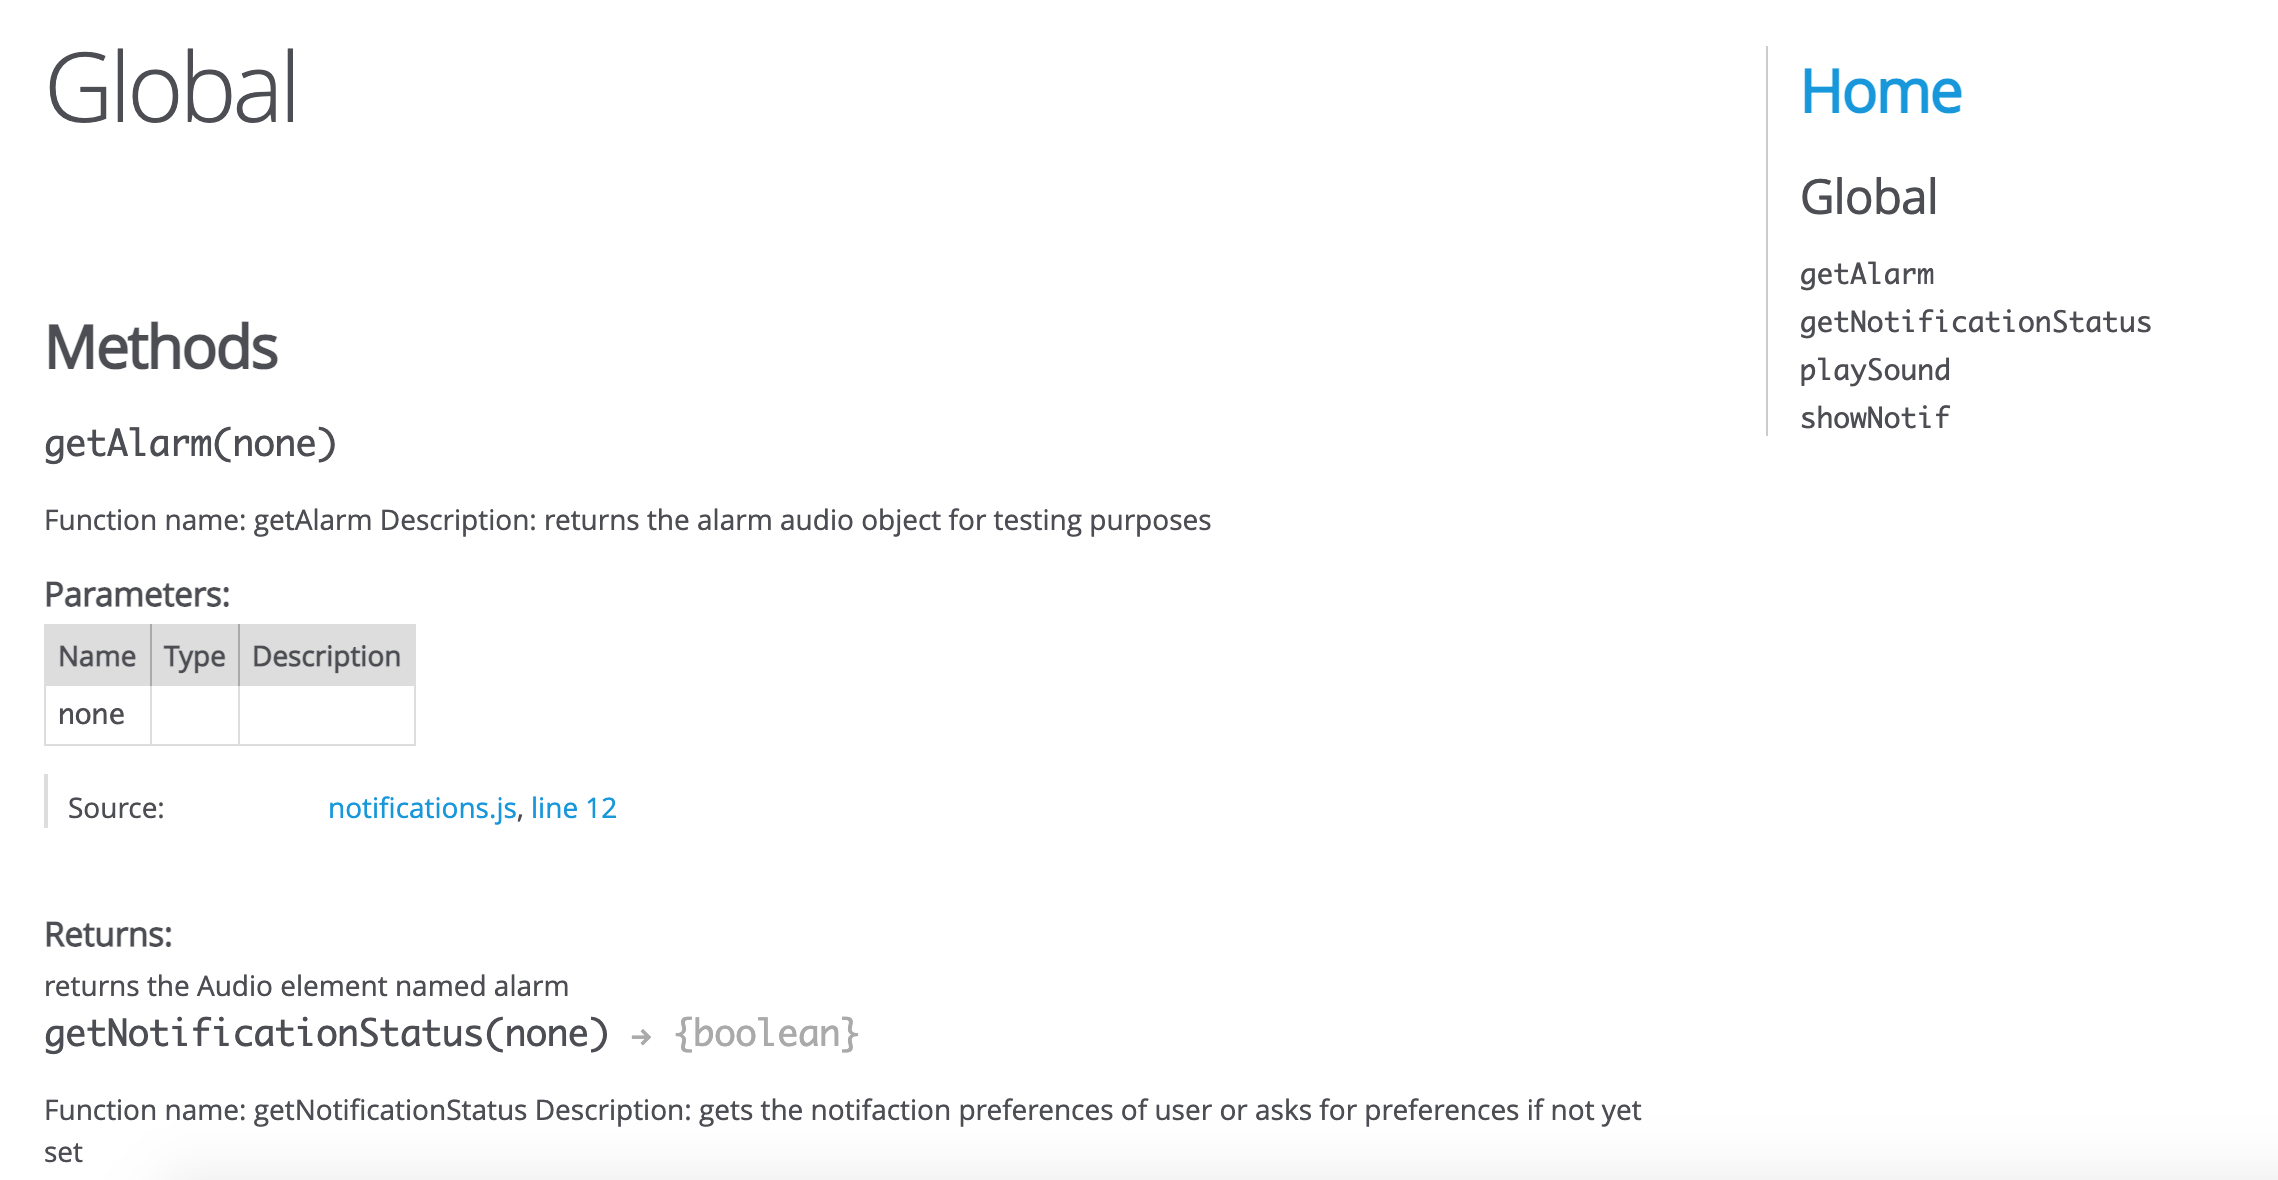 Global
Methods
getAlarm(none)
Function name: getAlarm Description: returns the alarm audio object for testing purposes
Parameters:
Name Type Description
none
Source: notifications.js, line 12
Returns:
returns the Audio element named alarm
getNotificationStatus(none) → {boolean}
Function name: getNotificationStatus Description: gets the notifaction preferences of user or asks for preferences if not yet
set
Home
Global
getAlarm
getNotificationStatus
playSound
showNotif